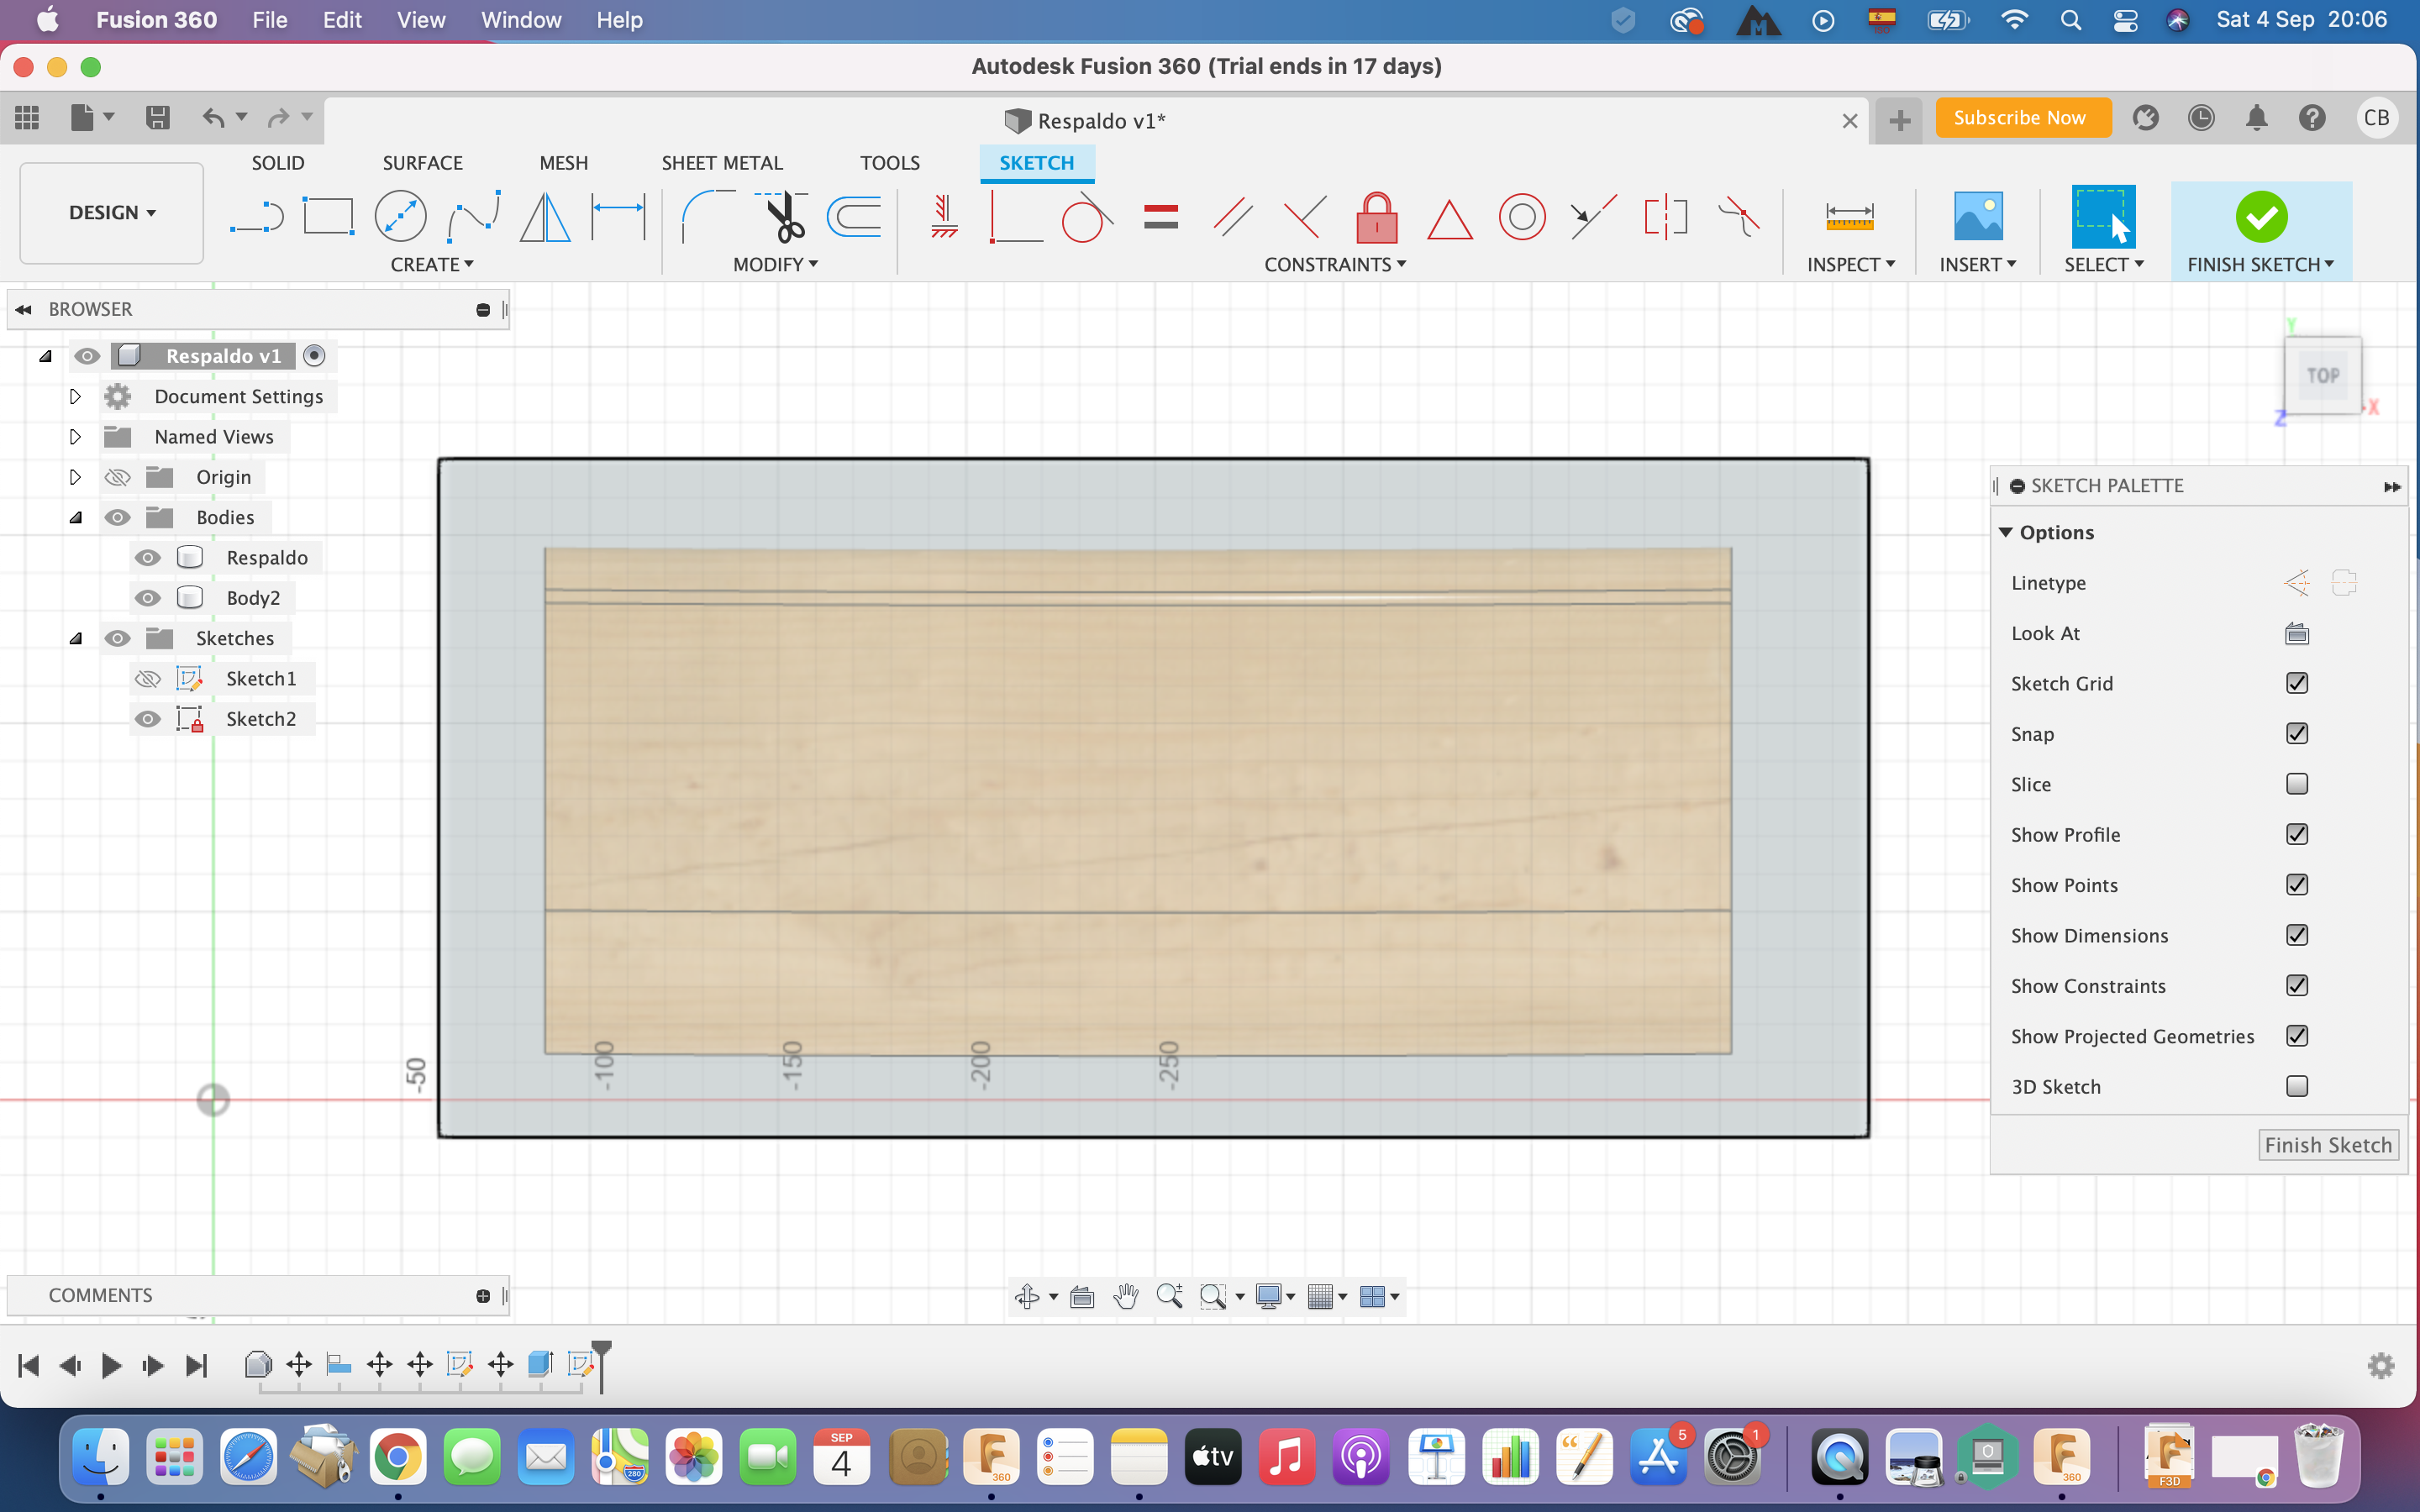 Fusion 360 File Edit View Window Help Sat 4 Sep 20:06
Autodesk Fusion 360 (Trial ends in 17 days)
Respaldo v1* Subscribe Now CB
DESIGN
SOLID SURFACE MESH SHEET METAL TOOLS SKETCH
CREATE MODIFY CONSTRAINTS INSPECT INSERT SELECT FINISH SKETCH
BROWSER
Respaldo v1
Document Settings
Named Views
Origin
Bodies
Respaldo
Body2
Sketches
Sketch1
Sketch2
Y
TOP
X
Z
-50
-100
-150
-200
-250
SKETCH PALETTE
Options
Linetype
Look At
Sketch Grid
Snap
Slice
Show Profile
Show Points
Show Dimensions
Show Constraints
Show Projected Geometries
3D Sketch
Finish Sketch
COMMENTS
SEP
4
360
280
tv
5
1
360
F3D